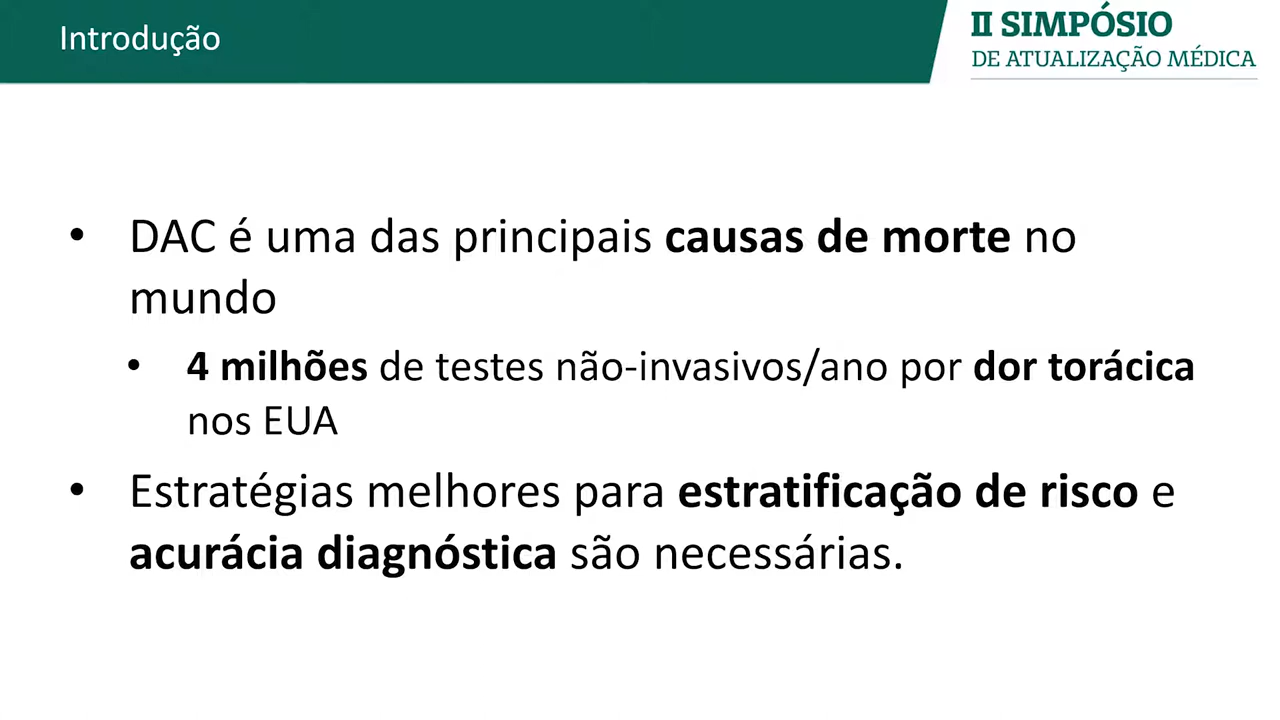 Introdução
II SIMPÓSIO
DE ATUALIZAÇÃO MÉDICA
• DAC é uma das principais causas de morte no
mundo
• 4 milhões de testes não-invasivos/ano por dor torácica
nos EUA
• Estratégias melhores para estratificação de risco e
acurácia diagnóstica são necessárias.